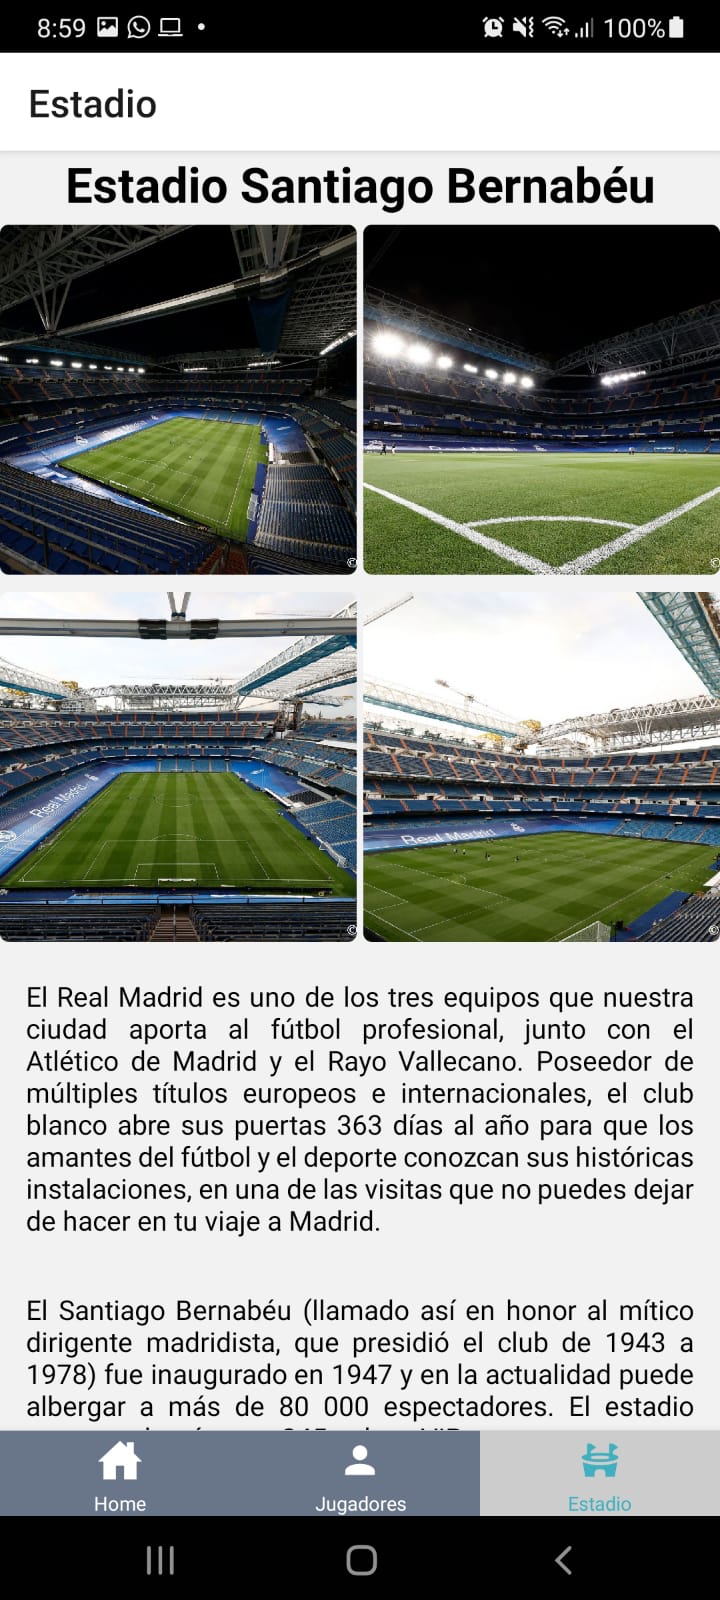 8:59
100%
Estadio
Estadio Santiago Bernabéu
©
©
Real Madrid
Real Madrid
©
©
El Real Madrid es uno de los tres equipos que nuestra
ciudad aporta al fútbol profesional, junto con el
Atlético de Madrid y el Rayo Vallecano. Poseedor de
múltiples títulos europeos e internacionales, el club
blanco abre sus puertas 363 días al año para que los
amantes del fútbol y el deporte conozcan sus históricas
instalaciones, en una de las visitas que no puedes dejar
de hacer en tu viaje a Madrid.
El Santiago Bernabéu (llamado así en honor al mítico
dirigente madridista, que presidió el club de 1943 a
1978) fue inaugurado en 1947 y en la actualidad puede
albergar a más de 80 000 espectadores. El estadio
Home
Jugadores
Estadio